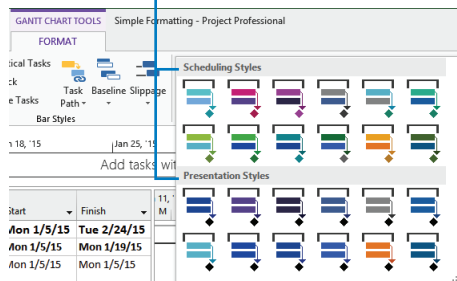 GANTT CHART TOOLS Simple Formatting - Project Professional
FORMAT
tical Tasks
ck
e Tasks
Task Path
Baseline
Slippage
Bar Styles
Scheduling Styles
18, '15
Jan 25, '15
Add tasks wit
Presentation Styles
11, '
M
Start
Finish
Mon 1/5/15 Tue 2/24/15
Mon 1/5/15 Mon 1/19/15
Mon 1/5/15 Mon 1/5/15